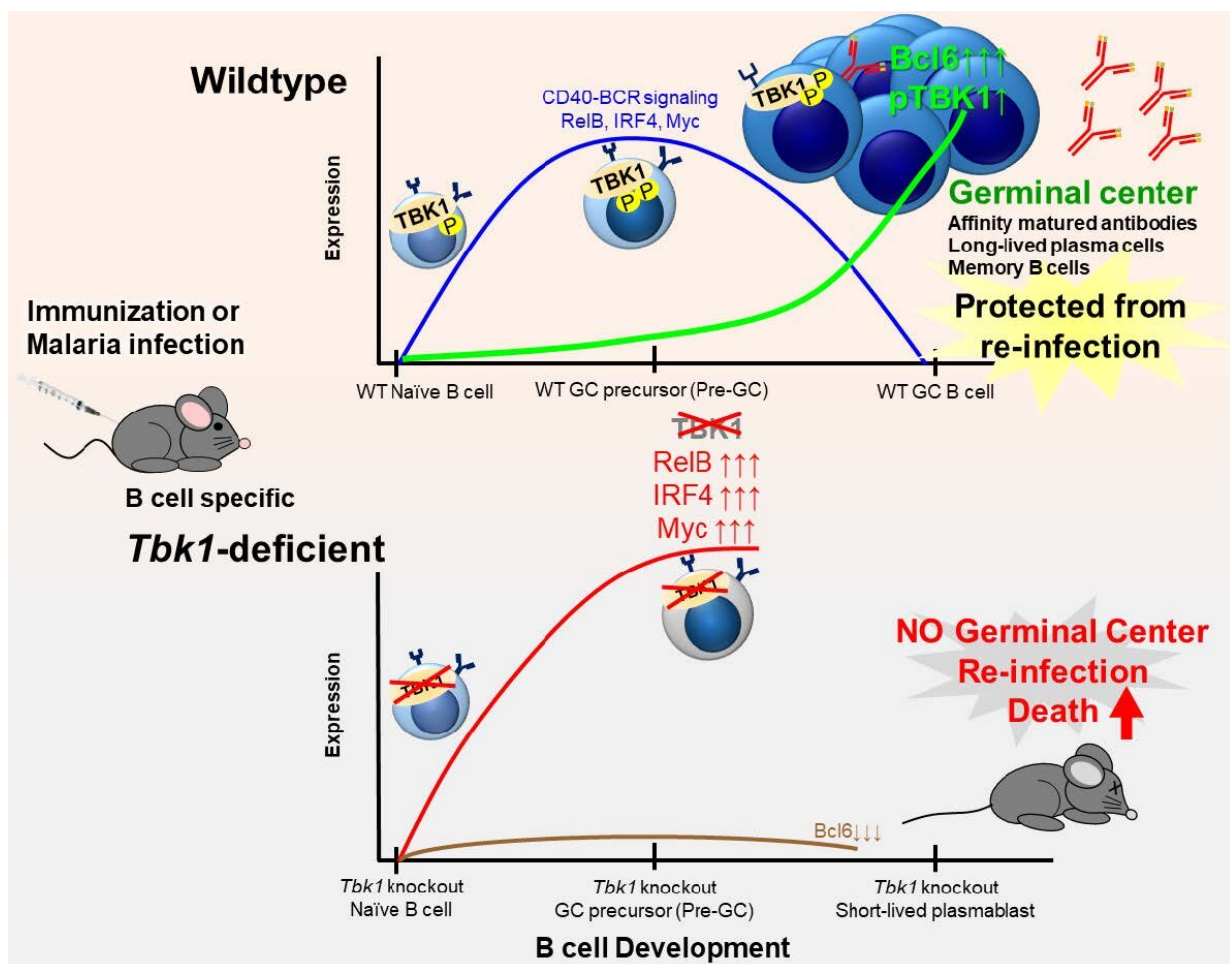 Wildtype
Expression
CD40-BCR signaling
RelB, IRF4, Myc
TBK1
P
TBK1
P P
TBK1
P P
Bcl6↑↑↑
pTBK1↑
Germinal center
Affinity matured antibodies
Long-lived plasma cells
Memory B cells
Protected from
re-infection
WT Naïve B cell
WT GC precursor (Pre-GC)
WT GC B cell
Immunization or
Malaria infection
B cell specific
Tbk1-deficient
TBK1
RelB ↑↑↑
IRF4 ↑↑↑
Myc ↑↑↑
Expression
TBK1
TBK1
NO Germinal Center
Re-infection
Death
Bcl6↓↓↓
Tbk1 knockout
Naïve B cell
Tbk1 knockout
GC precursor (Pre-GC)
Tbk1 knockout
Short-lived plasmablast
B cell Development